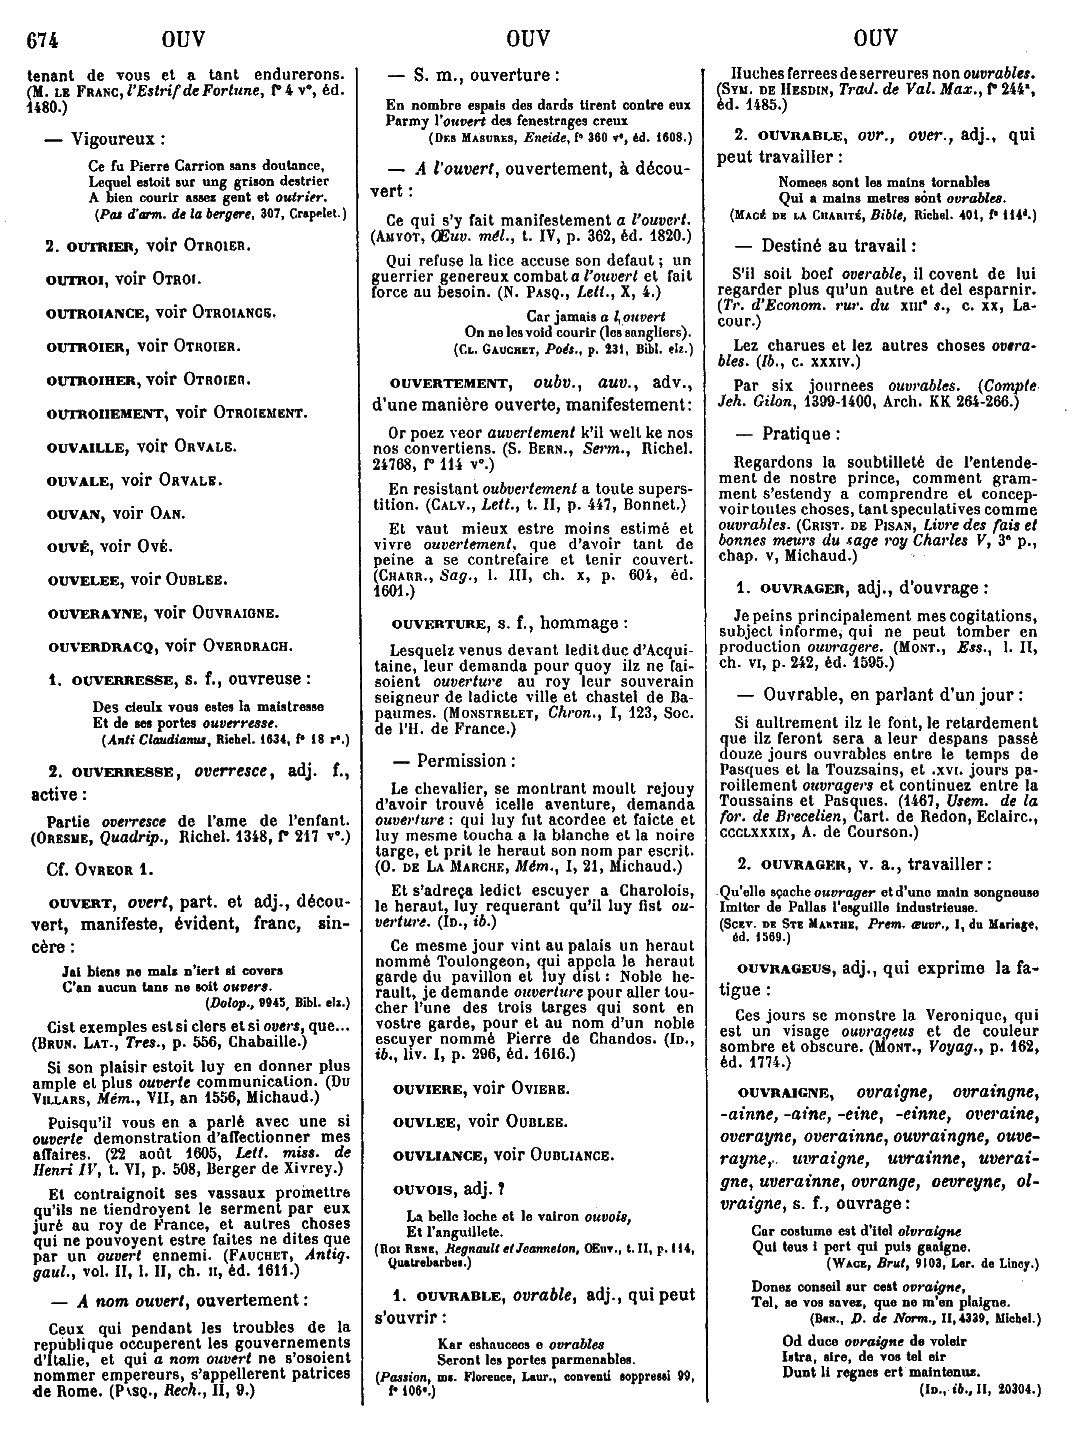 674 OUV OUV OUV
tenant de vous et a tant endurerons.
(M. LE FRANC, l'Estrif de Fortune, f° 4 v°, éd.
1480.)
— Vigoureux :
Ce fu Pierre Carrion sans doutance,
Lequel estoit sur ung grison destrier
A bien courir assez gent et outrier.
(Pas d'arm. de la bergere, 307, Crapelet.)
2. OUTRIER, voir OTROIER.
OUTROI, voir OTROI.
OUTROIANCE, voir OTROIANCE.
OUTROIER, voir OTROIER.
OUTROIHER, voir OTROIER.
OUTROIIEMENT, voir OTROIEMENT.
OUVAILLE, voir ORVALE.
OUVALE, voir ORVALE.
OUVAN, voir OAN.
OUVÉ, voir OVÉ.
OUVELEE, voir OUBLEE.
OUVERAYNE, voir OUVRAIGNE.
OUVERDRACQ, voir OVERDRACH.
1. OUVERRESSE, s. f., ouvreuse :
Des cieulx vous estes la maistresse
Et de ses portes ouverresse.
(Anti Claudianus, Richel. 1634, f° 18 r°.)
2. OUVERRESSE, overresce, adj. f.,
active :
Partie overresce de l'ame de l'enfant.
(ORESME, Quadrip., Richel. 1348, f° 217 v°.)
Cf. OVREOR 1.
OUVERT, overt, part. et adj., décou-
vert, manifeste, évident, franc, sin-
cère :
Jai biens ne malz n'iert si covers
C'an aucun tans ne soit ouvers.
(Dolop., 9945, Bibl. elz.)
Cist exemples est si clers et si overs, que...
(BRUN. LAT., Tres., p. 556, Chabaille.)
Si son plaisir estoit luy en donner plus
ample et plus ouverte communication. (DU
VILLARS, Mém., VII, an 1556, Michaud.)
Puisqu'il vous en a parlé avec une si
ouverte demonstration d'affectionner mes
affaires. (22 août 1605, Lett. miss. de
Henri IV, t. VI, p. 508, Berger de Xivrey.)
Et contraignoit ses vassaux promettre
qu'ils ne tiendroyent le serment par eux
juré au roy de France, et autres choses
qui ne pouvoyent estre faites ne dites que
par un ouvert ennemi. (FAUCHET, Antiq.
gaul., vol. II, l. II, ch. II, éd. 1611.)
— A nom ouvert, ouvertement :
Ceux qui pendant les troubles de la
republique occuperent les gouvernements
d'Italie, et qui a nom ouvert ne s'osoient
nommer empereurs, s'appellerent patrices
de Rome. (PASQ., Rech., II, 9.)
— S. m., ouverture :
En nombre espais des dards tirent contre eux
Parmy l'ouvert des fenestrages creux
(DES MASURES, Eneide, f° 360 v°, éd. 1608.)
— A l'ouvert, ouvertement, à décou-
vert :
Ce qui s'y fait manifestement a l'ouvert.
(AMYOT, Œuv. mél., t. IV, p. 362, éd. 1820.)
Qui refuse la lice accuse son defaut ; un
guerrier genereux combat a l'ouvert et fait
force au besoin. (N. PASQ., Lett., X, 4.)
Car jamais a l'ouvert
On ne les void courir (les sangliers).
(CL. GAUCHET, Poés., p. 231, Bibl. elz.)
OUVERTEMENT, oubv., auv., adv.,
d'une manière ouverte, manifestement :
Or poez veor auvertement k'il welt ke nos
nos convertiens. (S. BERN., Serm., Richel.
24768, f° 114 v°.)
En resistant oubvertement a toute supers-
tition. (CALV., Lett., t. II, p. 447, Bonnet.)
Et vaut mieux estre moins estimé et
vivre ouvertement, que d'avoir tant de
peine a se contrefaire et tenir couvert.
(CHARR., Sag., l. III, ch. X, p. 604, éd.
1601.)
OUVERTURE, s. f., hommage :
Lesquelz venus devant ledit duc d'Acqui-
taine, leur demanda pour quoy ilz ne fai-
soient ouverture au roy leur souverain
seigneur de ladicte ville et chastel de Ba-
paumes. (MONSTRELET, Chron., I, 123, Soc.
de l'H. de France.)
— Permission :
Le chevalier, se montrant moult rejouy
d'avoir trouvé icelle aventure, demanda
ouverture : qui luy fut acordee et faicte et
luy mesme toucha a la blanche et la noire
targe, et prit le heraut son nom par escrit.
(O. DE LA MARCHE, Mém., I, 21, Michaud.)
Et s'adreça ledict escuyer a Charolois,
le heraut, luy requerant qu'il luy fist ou-
verture. (ID., ib.)
Ce mesme jour vint au palais un heraut
nommé Toulongeon, qui appela le heraut
garde du pavillon et luy dist : Noble he-
rault, je demande ouverture pour aller tou-
cher l'une des trois targes qui sont en
vostre garde, pour et au nom d'un noble
escuyer nommé Pierre de Chandos. (ID.,
ib., liv. I, p. 296, éd. 1616.)
OUVIERE, voir OVIERE.
OUVLEE, voir OUBLEE.
OUVLIANCE, voir OUBLIANCE.
OUVOIS, adj. ?
La belle loche et le vairon ouvois,
Et l'anguillete.
(ROI RENE, Regnault et Jeanneton, Œuv., t. II, p. 114,
Quatrebarbes.)
1. OUVRABLE, ovrable, adj., qui peut
s'ouvrir :
Kar eshauceos e ovrables
Seront les portes parmenables.
(Passion, ms. Florence, Laur., conventi soppressi 99,
f° 106°.)
Huches ferrees de serreures non ouvrables.
(SYM. DE HESDIN, Trad. de Val. Max., f° 244ª,
éd. 1485.)
2. OUVRABLE, ovr., over., adj., qui
peut travailler :
Nomees sont les mains tornables
Qui a mains metres sont ovrables.
(MACÉ DE LA CHARITÉ, Bible, Richel. 401, f° 114ᵈ.)
— Destiné au travail :
S'il soit boef overable, il covent de lui
regarder plus qu'un autre et del esparnir.
(Tr. d'Econom. rur. du XIIIᵉ s., c. XX, La-
cour.)
Lez charues et lez autres choses overa-
bles. (Ib., c. XXXIV.)
Par six journees ouvrables. (Compte
Jeh. Gilon, 1399-1400, Arch. KK 264-266.)
— Pratique :
Regardons la soubtilleté de l'entende-
ment de nostre prince, comment gram-
ment s'estendy a comprendre et concep-
voir toutes choses, tant speculatives comme
ouvrables. (CRIST. DE PISAN, Livre des fais et
bonnes meurs du sage roy Charles V, 3ᵉ p.,
chap. V, Michaud.)
1. OUVRAGER, adj., d'ouvrage :
Je peins principalement mes cogitations,
subject informe, qui ne peut tomber en
production ouvragere. (MONT., Ess., l. II,
ch. VI, p. 242, éd. 1595.)
— Ouvrable, en parlant d'un jour :
Si aultrement ilz le font, le retardement
que ilz feront sera a leur despans passé
douze jours ouvrables entre le temps de
Pasques et la Touzsains, et .XVI. jours pa-
roillement ouvragers et continuez entre la
Toussains et Pasques. (1467, Usem. de la
for. de Brecelien, Cart. de Redon, Eclairc.,
CCCLXXXIX, A. de Courson.)
2. OUVRAGER, v. a., travailler :
Qu'elle sçache ouvrager et d'une main songneuse
Imiter de Pallas l'esguille industrieuse.
(SCEV. DE STE MARTHE, Prem. œuvr., I, du Mariage,
éd. 1569.)
OUVRAGEUS, adj., qui exprime la fa-
tigue :
Ces jours se monstre la Veronique, qui
est un visage ouvrageus et de couleur
sombre et obscure. (MONT., Voyag., p. 162,
éd. 1774.)
OUVRAIGNE, ovraigne, ovraingne,
-ainne, -aine, -eine, -einne, overaine,
overayne, overainne, ouvraingne, ouve-
rayne, uvraigne, uvrainne, uverai-
gne, uverainne, ovrange, oevreyne, ol-
vraigne, s. f., ouvrage :
Car costume est d'itel olvraigne
Qui tous i pert qui puis gaaigne.
(WACE, Brut, 9103, Ler. de Lincy.)
Donez conseil sur cest ovraigne,
Tel, se vos savez, que ne m'en plaigne.
(BEN., D. de Norm., II, 4339, Michel.)
Od duce ovraigne de voleir
Istra, sire, de vos tel eir
Dunt li regnes ert maintenuz.
(ID., ib., II, 20304.)